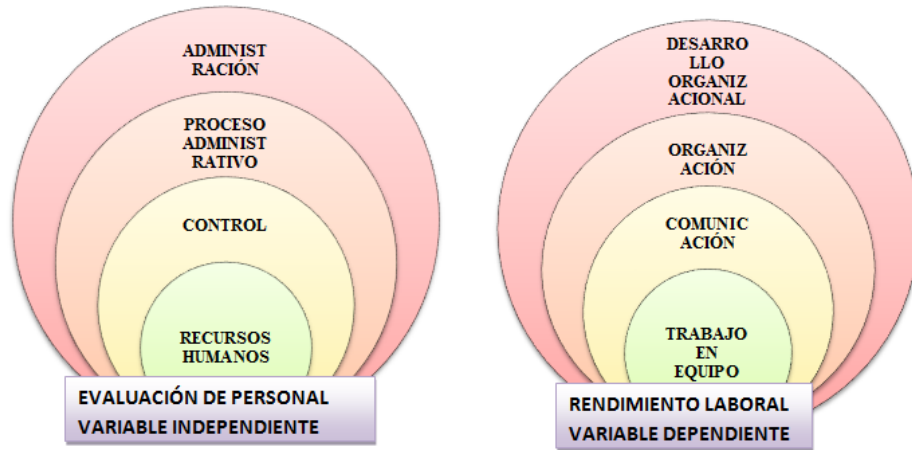 ADMINIST
RACIÓN
PROCESO
ADMINIST
RATIVO
CONTROL
RECURSOS
HUMANOS
EVALUACIÓN DE PERSONAL
VARIABLE INDEPENDIENTE
DESARRO
LLO
ORGANIZ
ACIONAL
ORGANIZ
ACIÓN
COMUNIC
ACIÓN
TRABAJO
EN
EQUIPO
RENDIMIENTO LABORAL
VARIABLE DEPENDIENTE